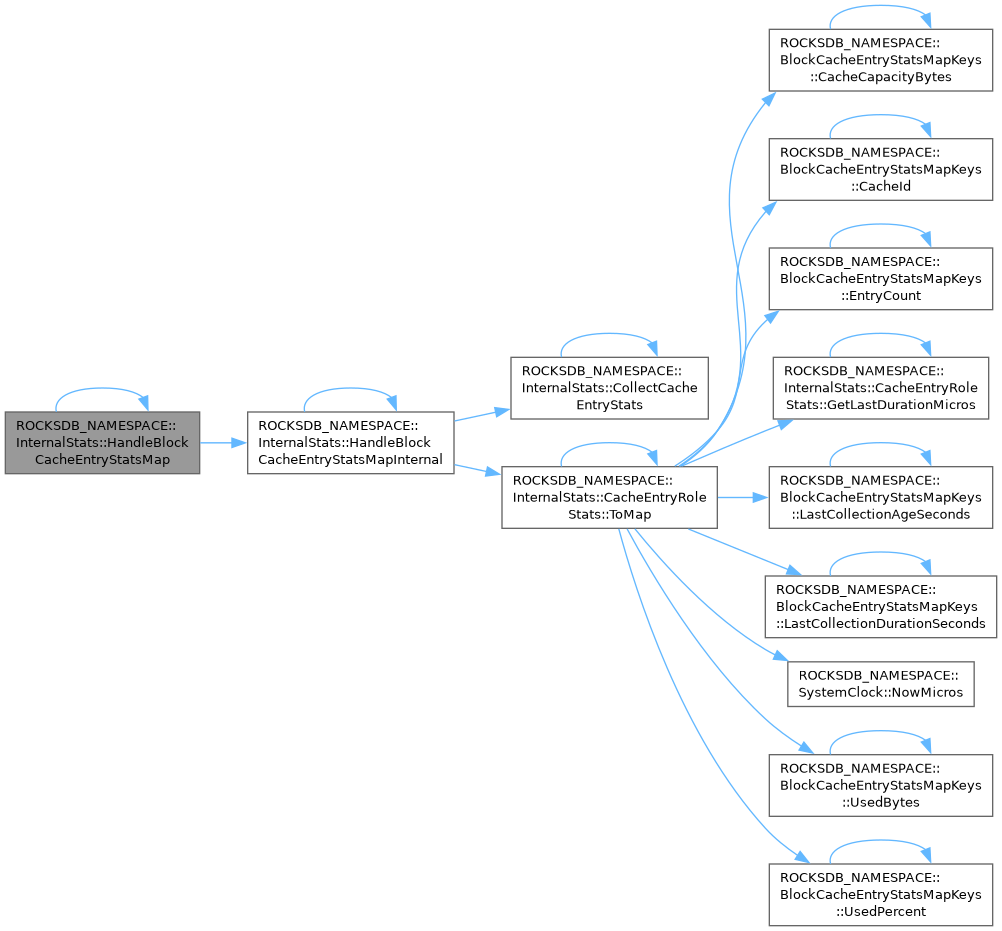 ROCKSDB_NAMESPACE::
InternalStats::HandleBlock
CacheEntryStatsMap
ROCKSDB_NAMESPACE::
InternalStats::HandleBlock
CacheEntryStatsMapInternal
ROCKSDB_NAMESPACE::
InternalStats::CollectCache
EntryStats
ROCKSDB_NAMESPACE::
InternalStats::CacheEntryRole
Stats::ToMap
ROCKSDB_NAMESPACE::
BlockCacheEntryStatsMapKeys
::CacheCapacityBytes
ROCKSDB_NAMESPACE::
BlockCacheEntryStatsMapKeys
::CacheId
ROCKSDB_NAMESPACE::
BlockCacheEntryStatsMapKeys
::EntryCount
ROCKSDB_NAMESPACE::
InternalStats::CacheEntryRole
Stats::GetLastDurationMicros
ROCKSDB_NAMESPACE::
BlockCacheEntryStatsMapKeys
::LastCollectionAgeSeconds
ROCKSDB_NAMESPACE::
BlockCacheEntryStatsMapKeys
::LastCollectionDurationSeconds
ROCKSDB_NAMESPACE::
SystemClock::NowMicros
ROCKSDB_NAMESPACE::
BlockCacheEntryStatsMapKeys
::UsedBytes
ROCKSDB_NAMESPACE::
BlockCacheEntryStatsMapKeys
::UsedPercent